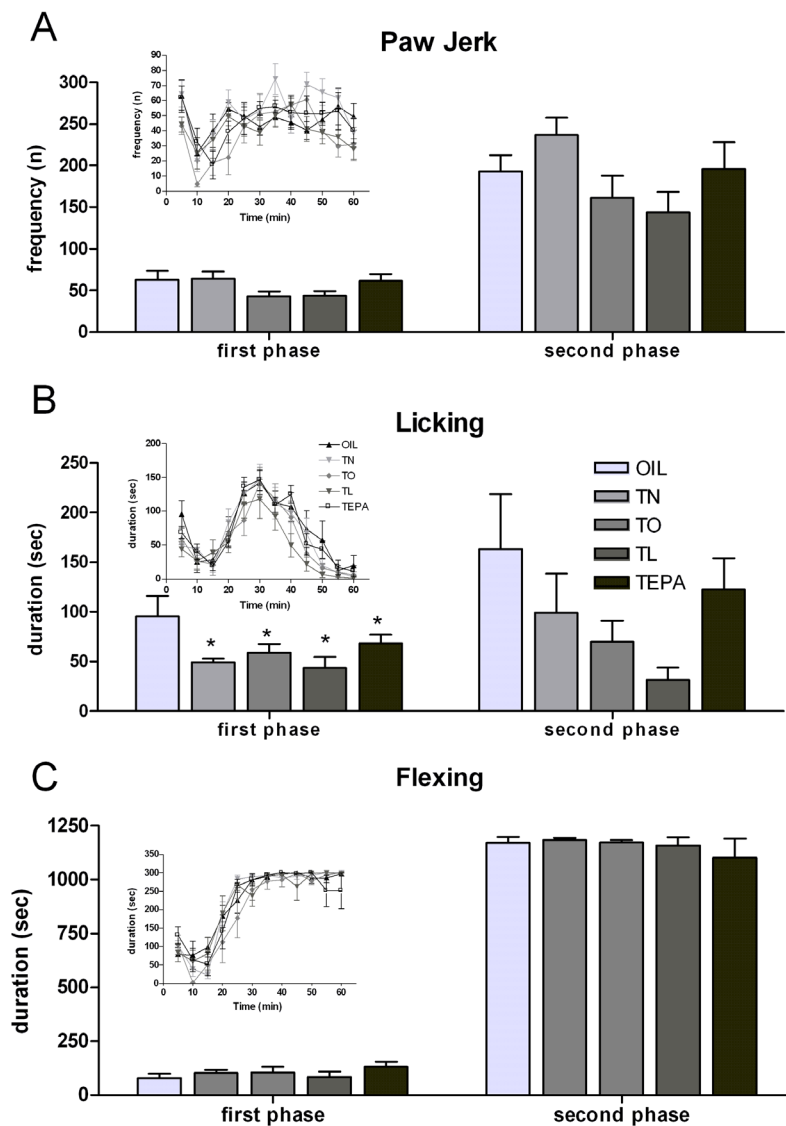 A
Paw Jerk
frequency (n)
300
250
200
150
100
50
0
frequency (n)
90
80
70
60
50
40
30
20
10
0
0 10 20 30 40 50 60
Time (min)
first phase second phase
B
Licking
duration (sec)
250
200
150
100
50
0
duration (sec)
200
150
100
50
0
0 10 20 30 40 50 60
Time (min)
OIL
TN
TO
TL
TEPA
OIL
TN
TO
TL
TEPA
* * * *
first phase second phase
C
Flexing
duration (sec)
1250
1000
750
500
250
0
duration (sec)
350
300
250
200
150
100
50
0
0 10 20 30 40 50 60
Time (min)
first phase second phase